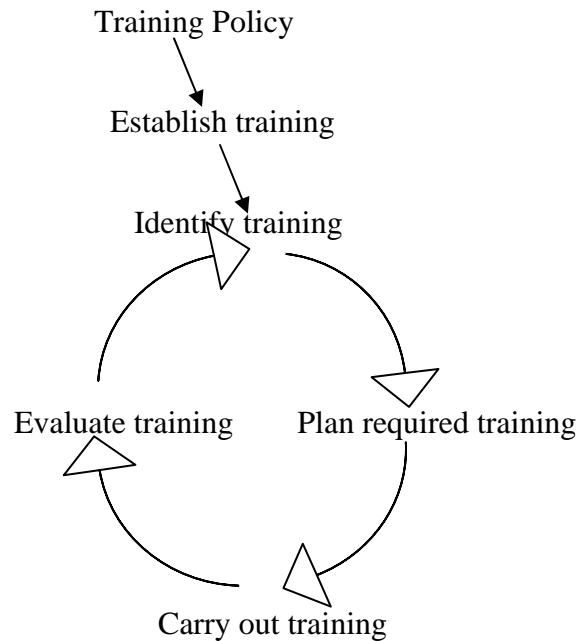 Training Policy
Establish training
Identify training
Evaluate training
Plan required training
Carry out training